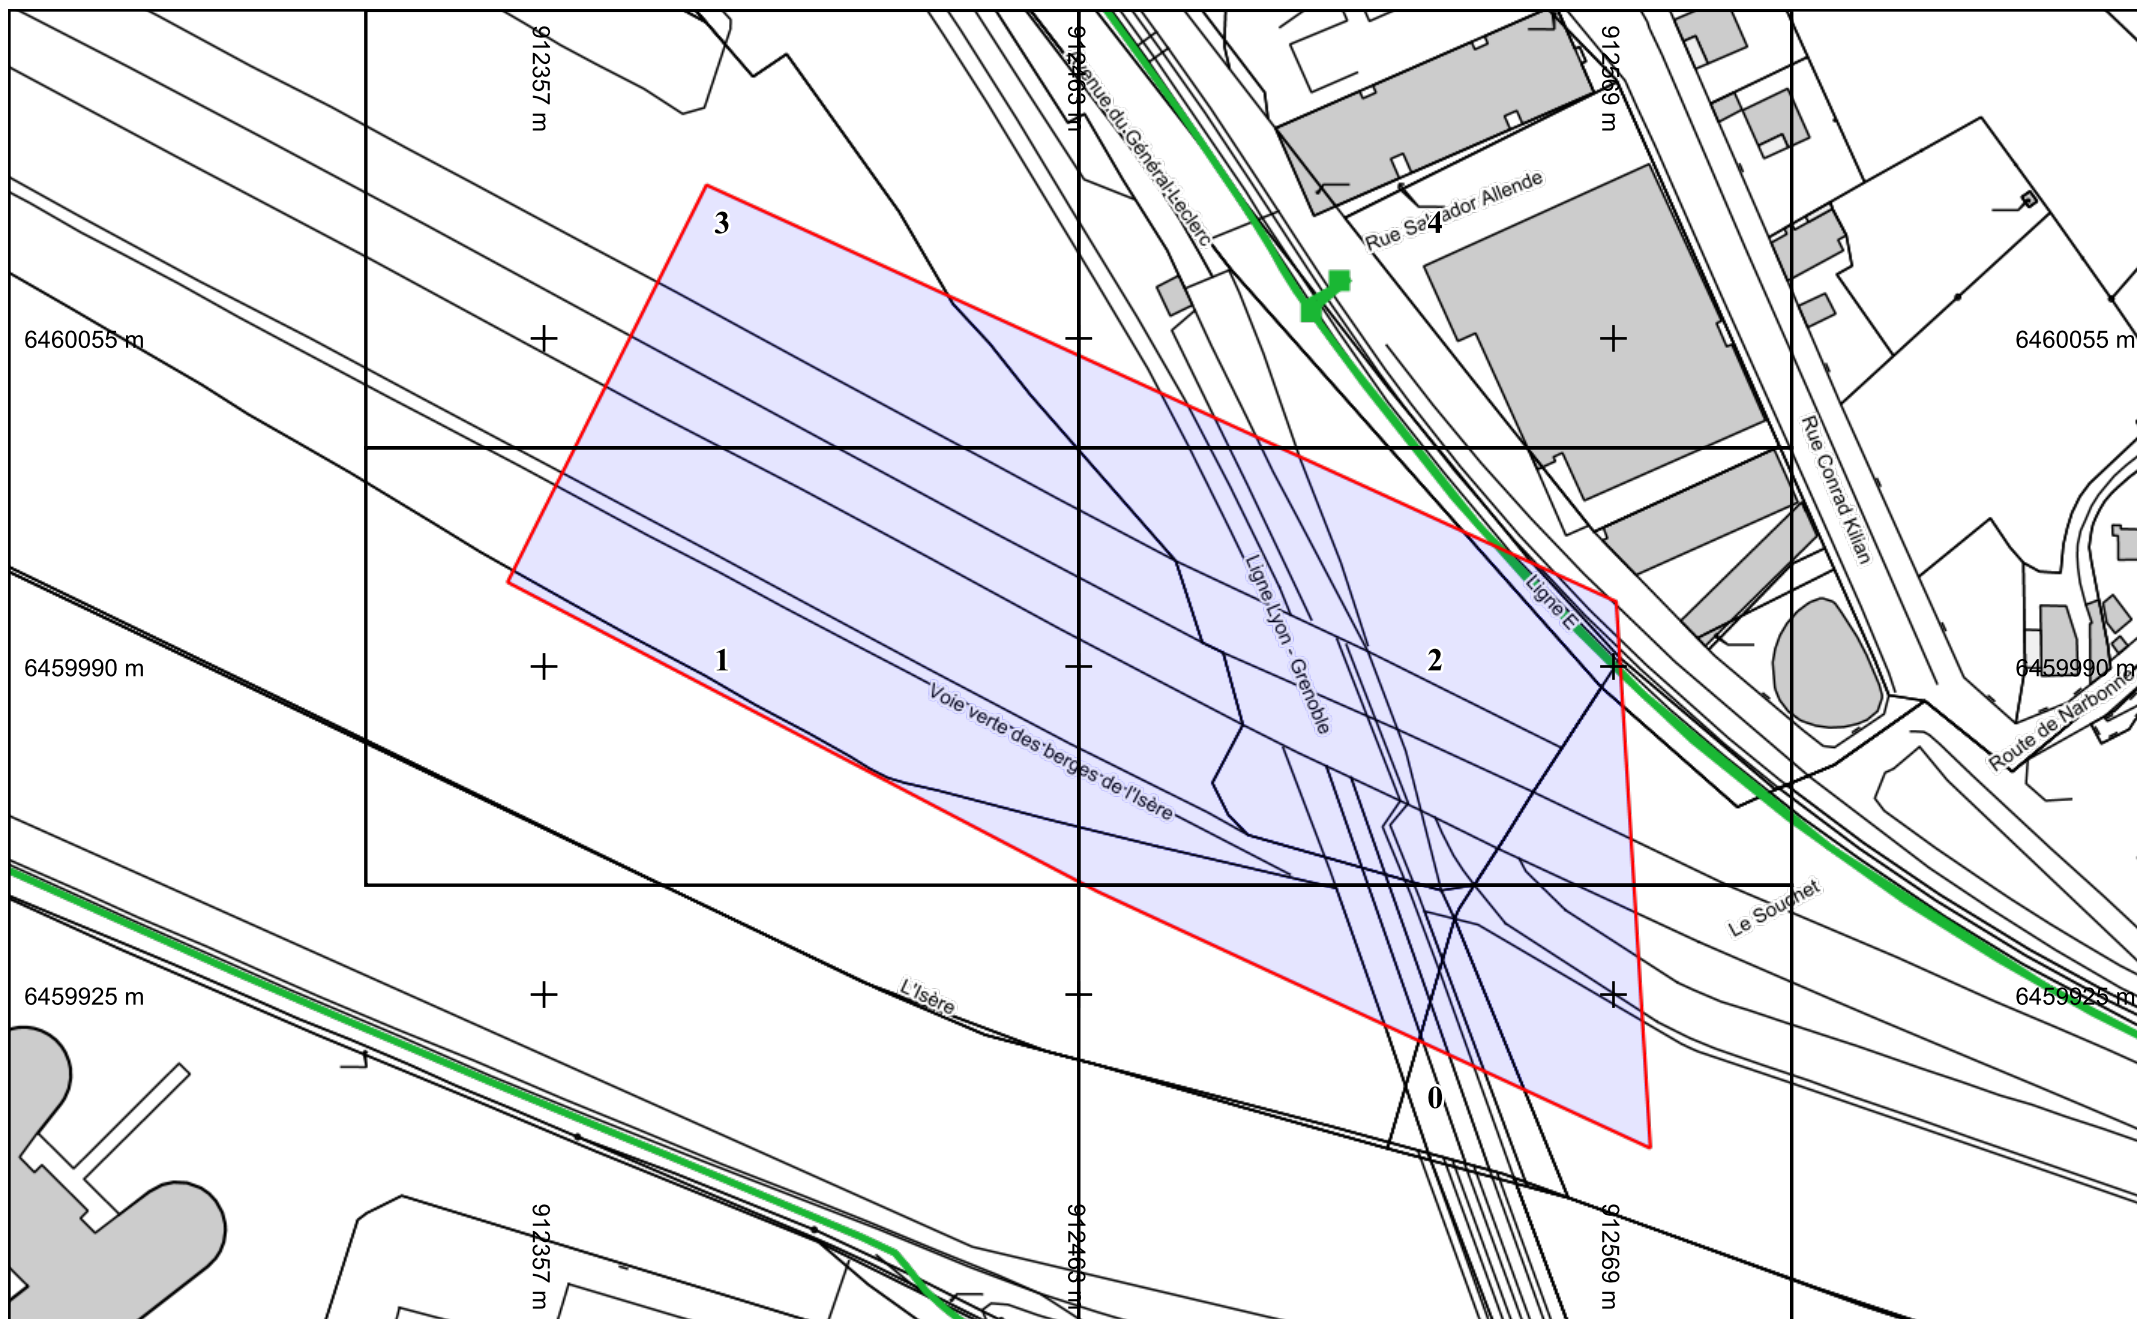 912357 m
912463 m
912569 m
Avenue du Général Leclerc
Rue Salvador Allende
3
4
6460055 m
6460055 m
Rue Conrad Kilian
Ligne E
Ligne Lyon - Grenoble
1
2
6459990 m
6459990 m
Voie verte des berges de l'Isère
Route de Narbonne
Le Souchet
L'Isère
6459925 m
6459925 m
0
912357 m
912463 m
912569 m